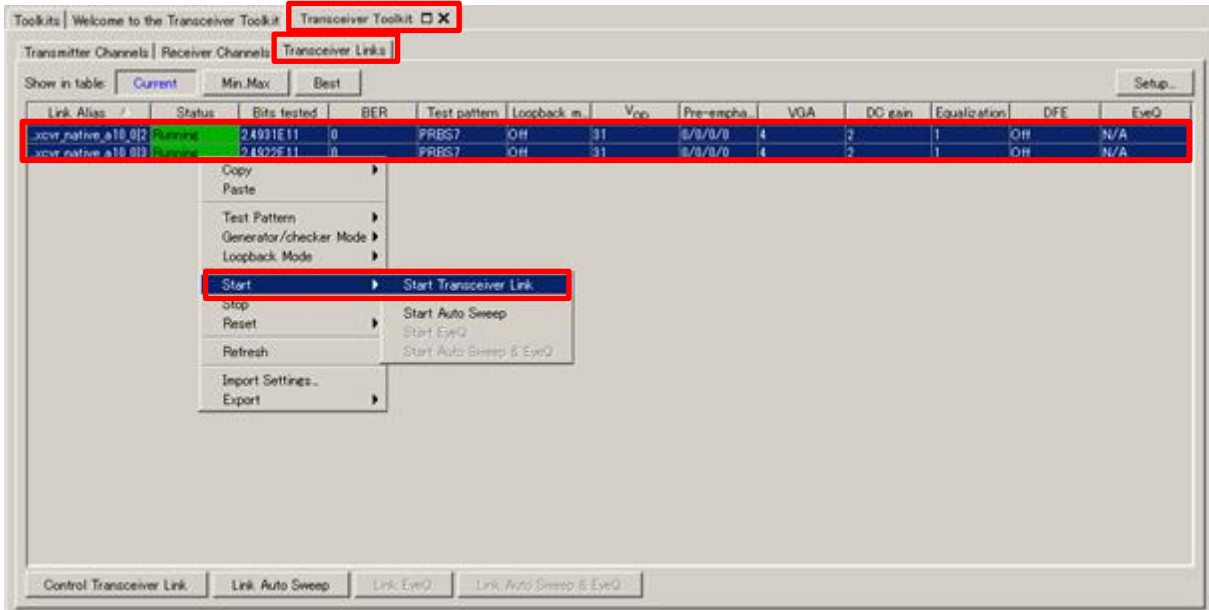 Toolkits Welcome to the Transceiver Toolkit Transceiver Toolkit
Transmitter Channels Receiver Channels Transceiver Links
Show in table: Current Min.Max Best Setup...
Link Alias / Status Bits tested BER Test pattern Loopback m... VOD Pre-empha... VGA DC gain Equalization DFE EyeQ
...xcvr_native_a10_0|2 Running 2.4931E11 0 PRBS7 Off 31 0/0/0/0 4 2 1 Off N/A
...xcvr_native_a10_0|3 Running 2.4922E11 0 PRBS7 Off 31 0/0/0/0 4 2 1 Off N/A
Copy
Paste
Test Pattern
Generator/checker Mode
Loopback Mode
Start Start Transceiver Link
Stop
Start Auto Sweep
Reset
Start EyeQ
Refresh
Start Auto Sweep & EyeQ
Import Settings...
Export
Control Transceiver Link Link Auto Sweep Link EyeQ Link Auto Sweep & EyeQ